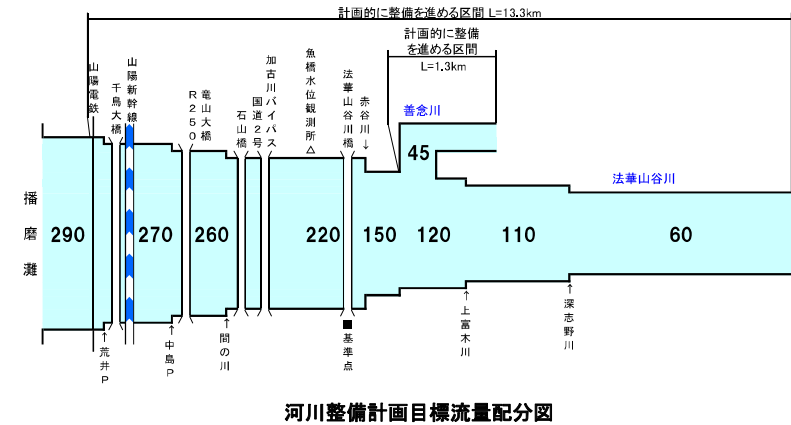 計画的に整備を進める区間 L=13.3km
計画的に整備
を進める区間
L=1.3km
山陽電鉄
千鳥大橋
山陽新幹線
R250
竜山大橋
石山橋
国道2号
加古川バイパス
魚橋水位観測所△
法華山谷川橋
赤谷川↓
善念川
45
法華山谷川
播磨灘
290
270
260
220
150
120
110
60
↑荒井P
↑中島P
↑間の川
■基準点
↑上富木川
↑深志野川
河川整備計画目標流量配分図